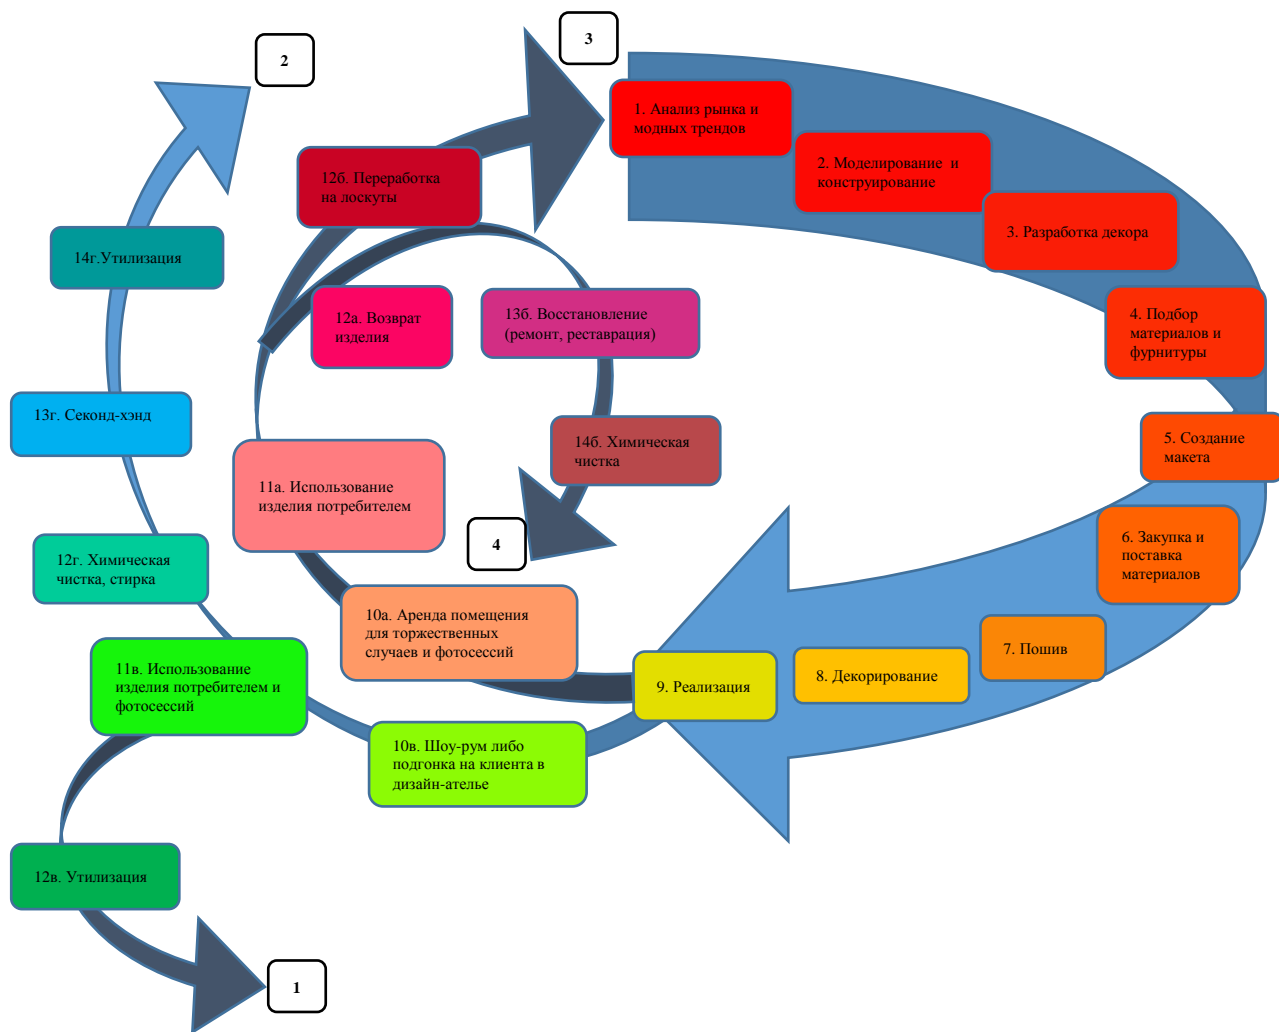 3
2
1. Анализ рынка и
модных трендов
2. Моделирование и
конструирование
3. Разработка декора
4. Подбор
материалов и
фурнитуры
5. Создание
макета
6. Закупка и
поставка
материалов
7. Пошив
8. Декорирование
9. Реализация
12б. Переработка
на лоскуты
12а. Возврат
изделия
13б. Восстановление
(ремонт, реставрация)
14б. Химическая
чистка
4
11а. Использование
изделия потребителем
10а. Аренда помещения
для торжественных
случаев и фотосессий
14г.Утилизация
13г. Секонд-хэнд
12г. Химическая
чистка, стирка
11в. Использование
изделия потребителем и
фотосессий
10в. Шоу-рум либо
подгонка на клиента в
дизайн-ателье
12в. Утилизация
1